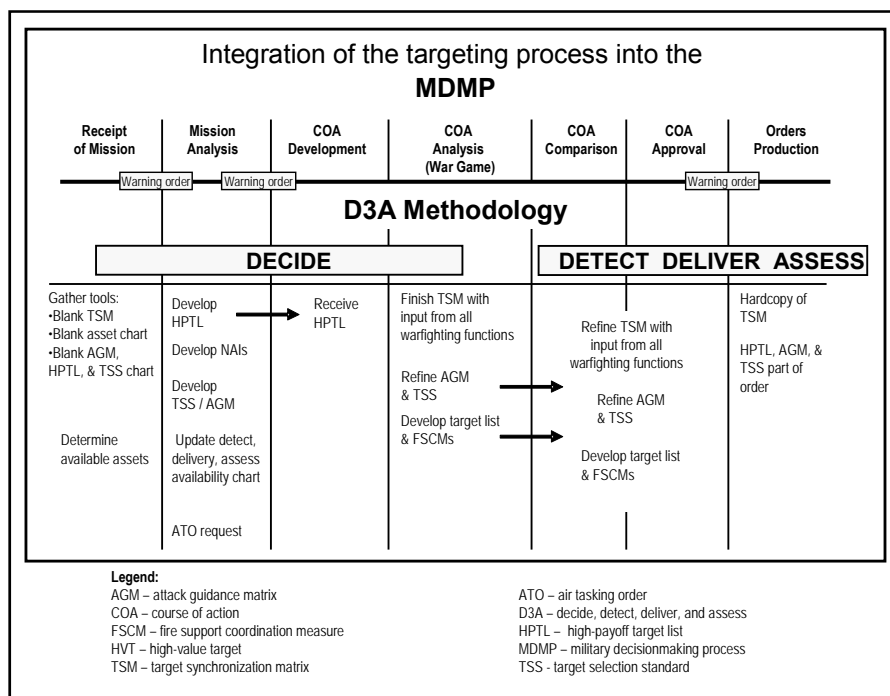 Integration of the targeting process into the
MDMP
Receipt
of Mission
Mission
Analysis
COA
Development
COA
Analysis
(War Game)
COA
Comparison
COA
Approval
Orders
Production
Warning order
Warning order
Warning order
D3A Methodology
DECIDE
DETECT DELIVER ASSESS
Gather tools:
•Blank TSM
•Blank asset chart
•Blank AGM,
HPTL, & TSS chart
Determine
available assets
Develop
HPTL
Develop NAIs
Develop
TSS / AGM
Update detect,
delivery, assess
availability chart
ATO request
Receive
HPTL
Finish TSM with
input from all
warfighting functions
Refine AGM
& TSS
Develop target list
& FSCMs
Refine TSM with
input from all
warfighting functions
Refine AGM
& TSS
Develop target list
& FSCMs
Hardcopy of
TSM
HPTL, AGM, &
TSS part of
order
Legend:
AGM – attack guidance matrix
COA – course of action
FSCM – fire support coordination measure
HVT – high-value target
TSM – target synchronization matrix
ATO – air tasking order
D3A – decide, detect, deliver, and assess
HPTL – high-payoff target list
MDMP – military decisionmaking process
TSS - target selection standard